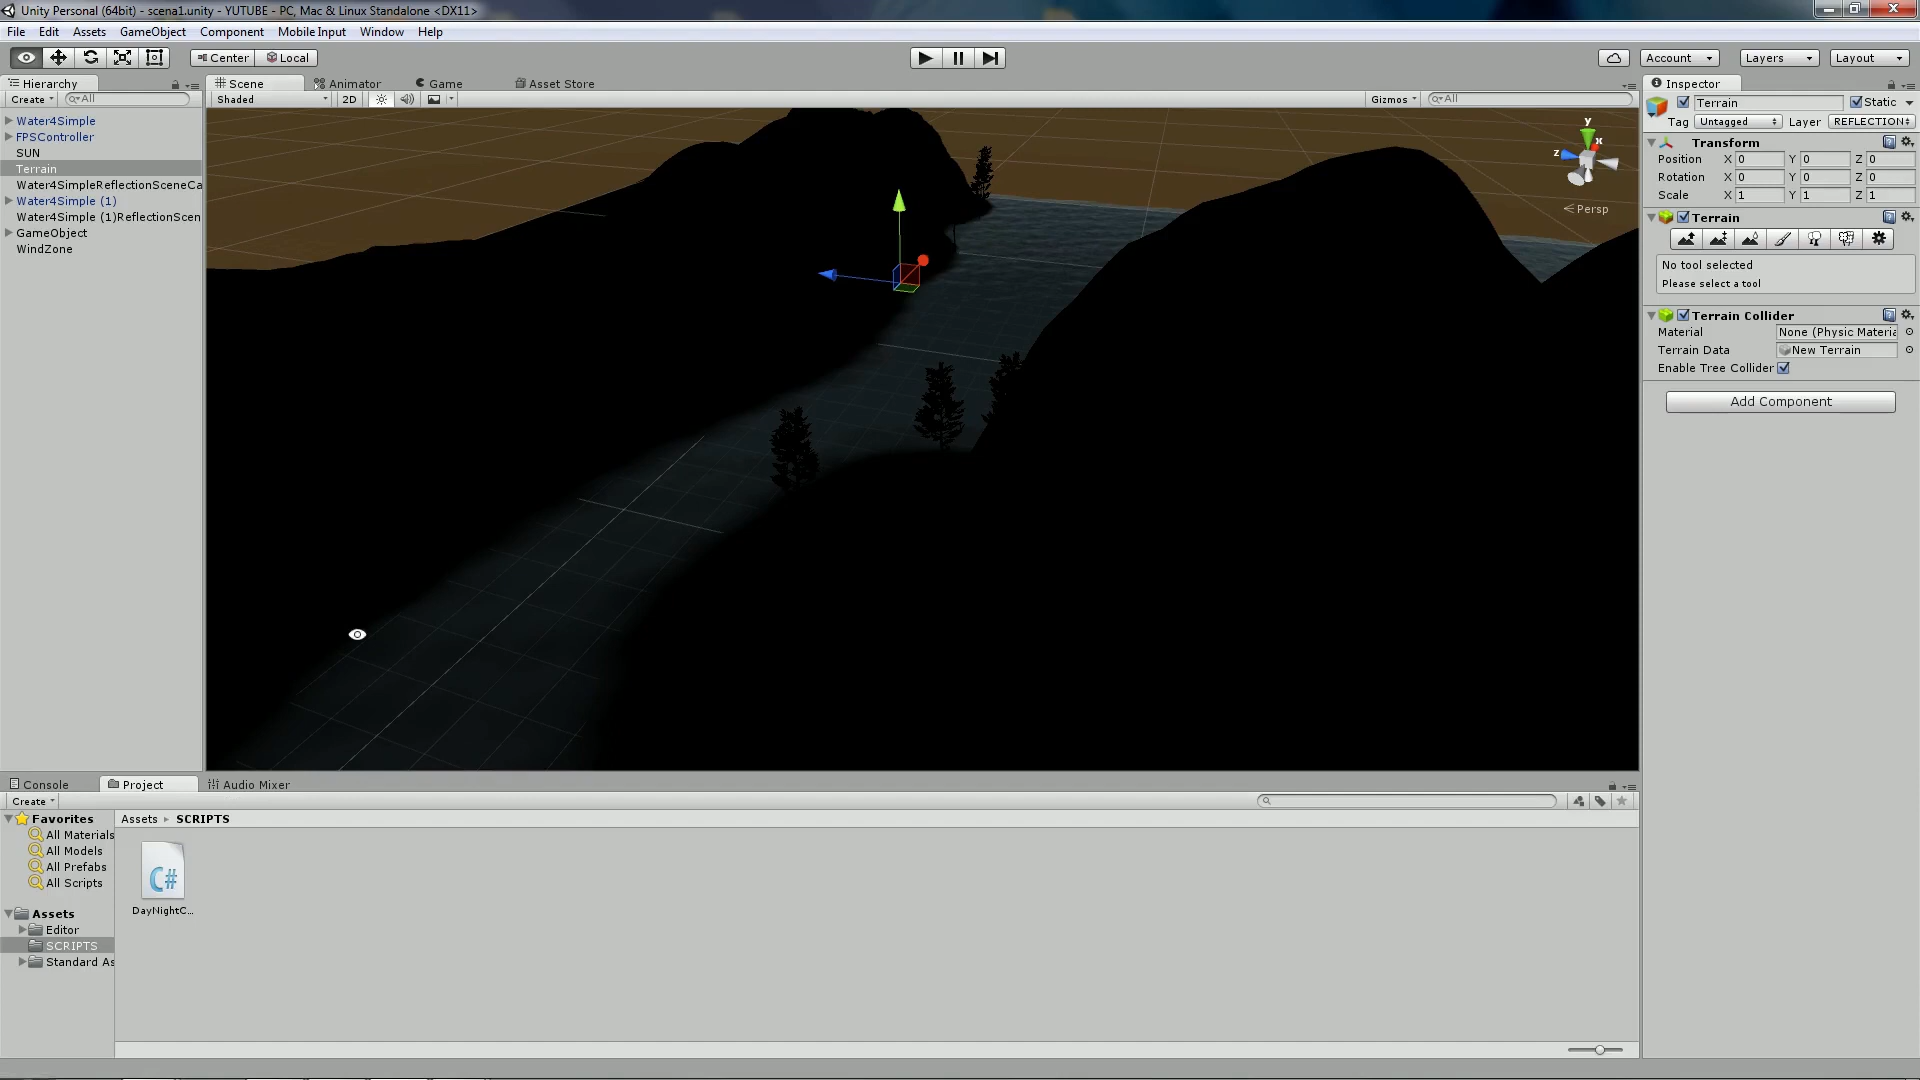 Unity Personal (64bit) - scena1.unity - YUTUBE - PC, Mac & Linux Standalone <DX11>
File Edit Assets GameObject Component Mobile Input Window Help
Center Local Account Layers Layout
Hierarchy Scene Animator Game Asset Store Inspector
Create All Shaded 2D Gizmos All Terrain Static
Tag Untagged Layer REFLECTION
Water4Simple
FPSController
SUN
Terrain
Water4SimpleReflectionSceneCa
Water4Simple (1)
Water4Simple (1)ReflectionScen
GameObject
WindZone
y
x
z
Persp
Transform
Position X 0 Y 0 Z 0
Rotation X 0 Y 0 Z 0
Scale X 1 Y 1 Z 1
Terrain
No tool selected
Please select a tool
Terrain Collider
Material None (Physic Materia
Terrain Data New Terrain
Enable Tree Collider
Add Component
Console Project Audio Mixer
Create
Favorites
All Materials
All Models
All Prefabs
All Scripts
Assets
Editor
SCRIPTS
Standard As
Assets SCRIPTS
C#
DayNightC...